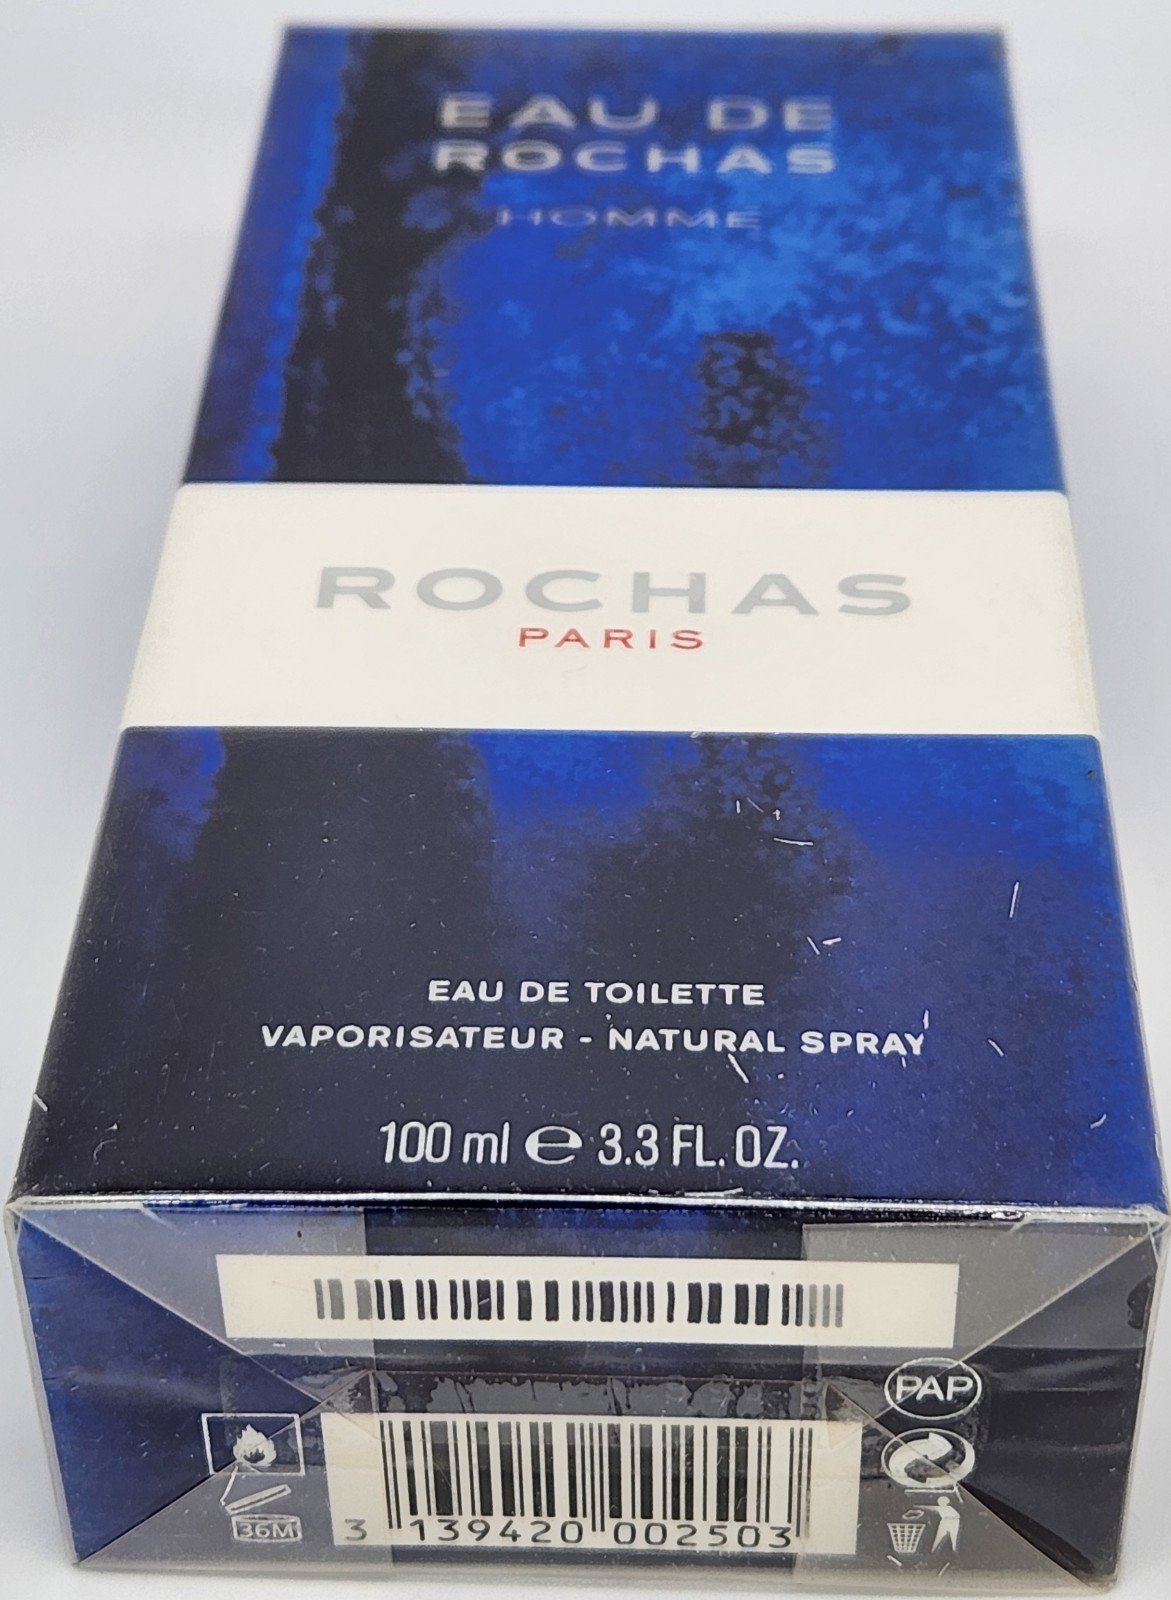 EAU DE
ROCHAS
HOMME
ROCHAS
PARIS
EAU DE TOILETTE
VAPORISATEUR - NATURAL SPRAY
100 ml e 3.3 FL. OZ.
PAP
36M
3 139420 002503